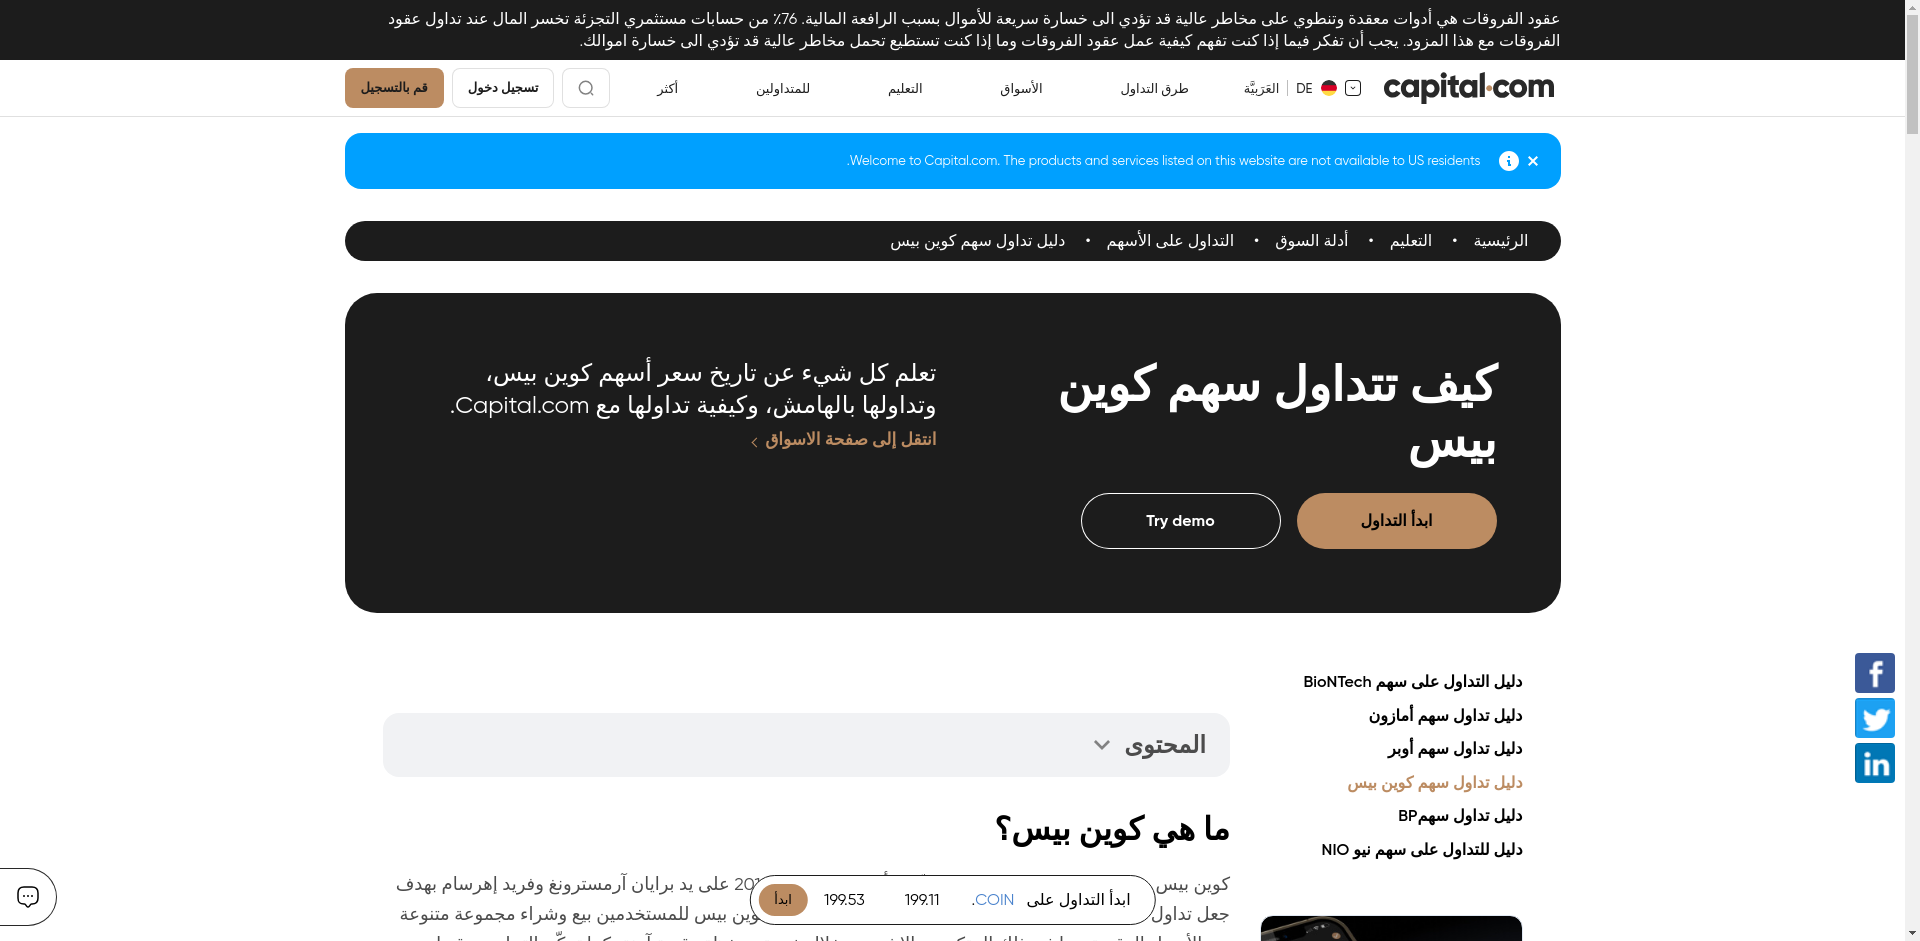 عقود الفروقات هي أدوات معقدة وتنطوي على مخاطر عالية قد تؤدي الى خسارة سريعة للأموال بسبب الرافعة المالية. 76٪ من حسابات مستثمري التجزئة تخسر المال عند تداول عقود
الفروقات مع هذا المزود. يجب أن تفكر فيما إذا كنت تفهم كيفية عمل عقود الفروقات وما إذا كنت تستطيع تحمل مخاطر عالية قد تؤدي الى خسارة اموالك.
capital.com
DE العَرَبيَّة
طرق التداول
الأسواق
التعليم
للمتداولين
أكثر
تسجيل دخول
قم بالتسجيل
Welcome to Capital.com. The products and services listed on this website are not available to US residents.
الرئيسية • التعليم • أدلة السوق • التداول على الأسهم • دليل تداول سهم كوين بيس
كيف تتداول سهم كوين
بيس
تعلم كل شيء عن تاريخ سعر أسهم كوين بيس،
وتداولها بالهامش، وكيفية تداولها مع Capital.com.
انتقل إلى صفحة الاسواق
ابدأ التداول
Try demo
دليل التداول على سهم BioNTech
دليل تداول سهم أمازون
دليل تداول سهم أوبر
دليل تداول سهم كوين بيس
دليل تداول سهمBP
دليل للتداول على سهم نيو NIO
المحتوى
ما هي كوين بيس؟
كوين بيس على يد برايان آرمسترونغ وفريد إهرسام بهدف
جعل تداول كوين بيس للمستخدمين بيع وشراء مجموعة متنوعة
ابدأ التداول على COIN. 199.11 199.53 ابدأ